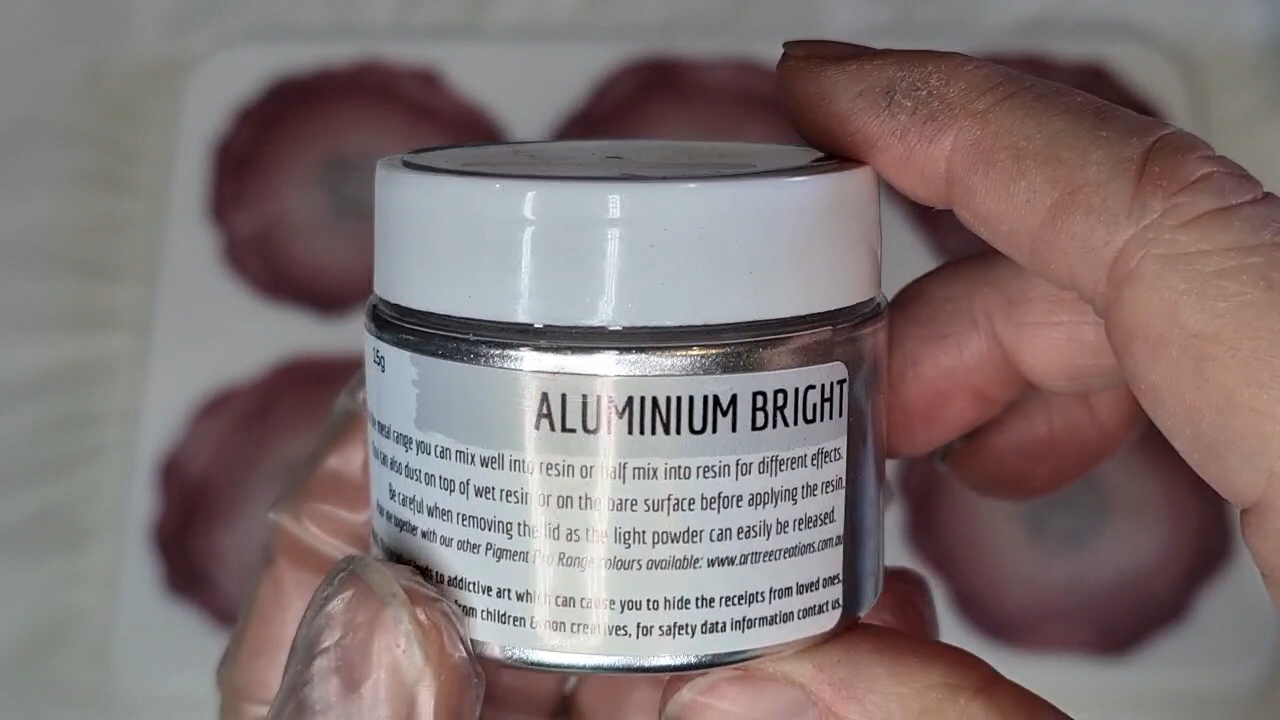 15g
ALUMINIUM BRIGHT
metal range you can mix well into resin or half mix into resin for different effects.
can also dust on top of wet resin or on the bare surface before applying the resin.
Be careful when removing the lid as the light powder can easily be released.
me together with our other Pigment Pro Range colours available: www.arttreecreations.com.au
to addictive art which can cause you to hide the receipts from loved ones.
from children & non creatives, for safety data information contact us.